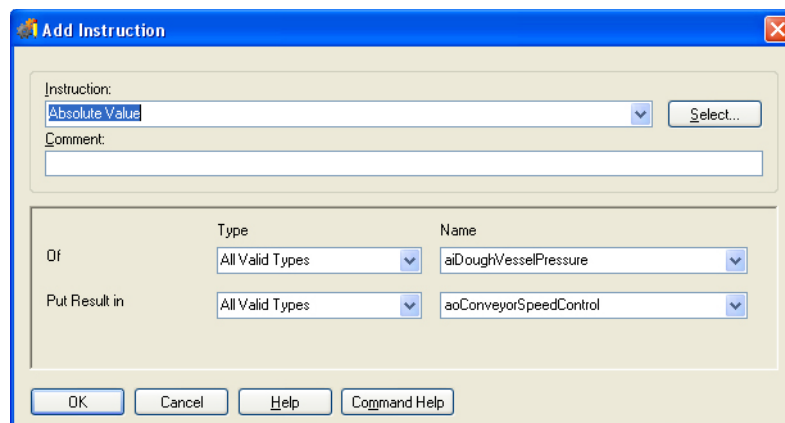 Add Instruction
Instruction:
Absolute Value
Select...
Comment:
Type Name
Of All Valid Types aiDoughVesselPressure
Put Result in All Valid Types aoConveyorSpeedControl
OK Cancel Help Command Help